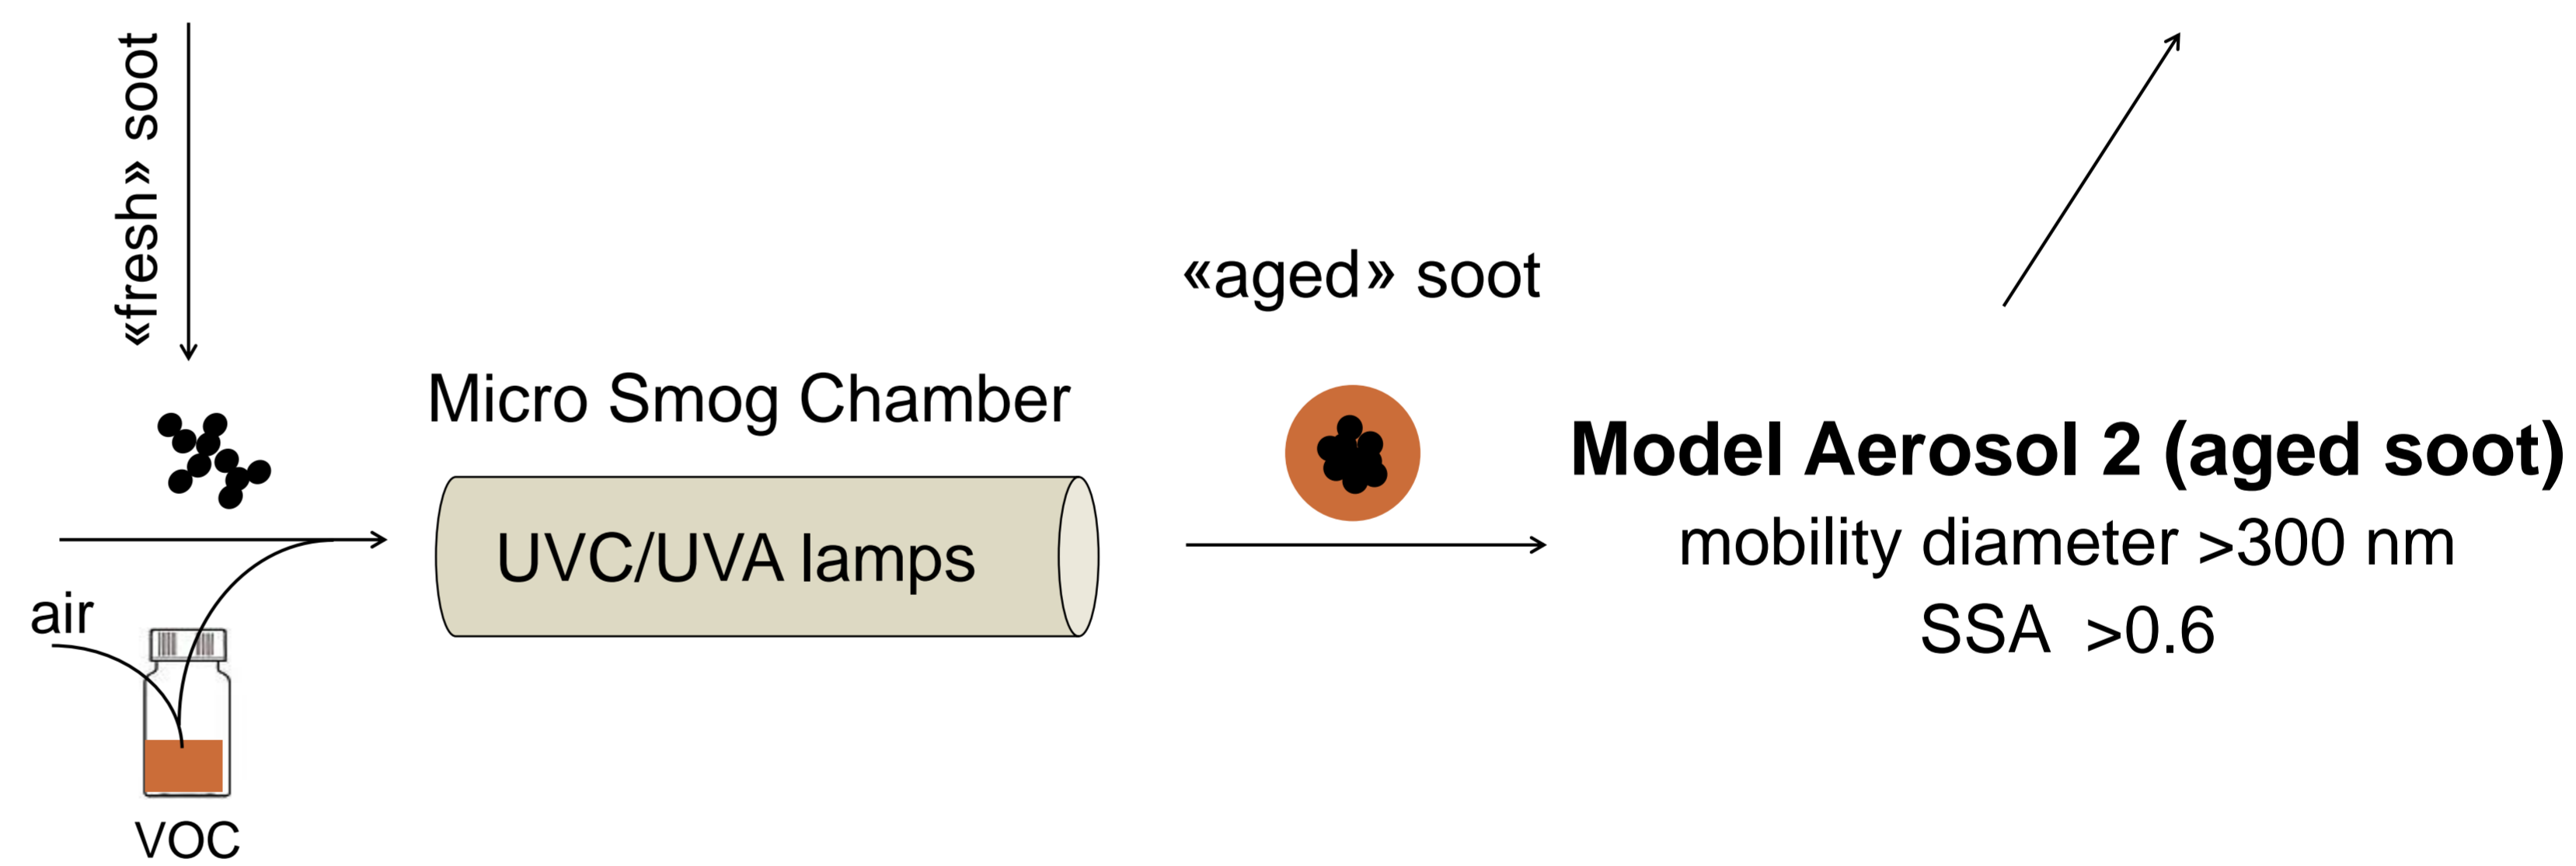 «fresh» soot
«aged» soot
Micro Smog Chamber
UVC/UVA lamps
Model Aerosol 2 (aged soot)
mobility diameter >300 nm
SSA >0.6
air
VOC